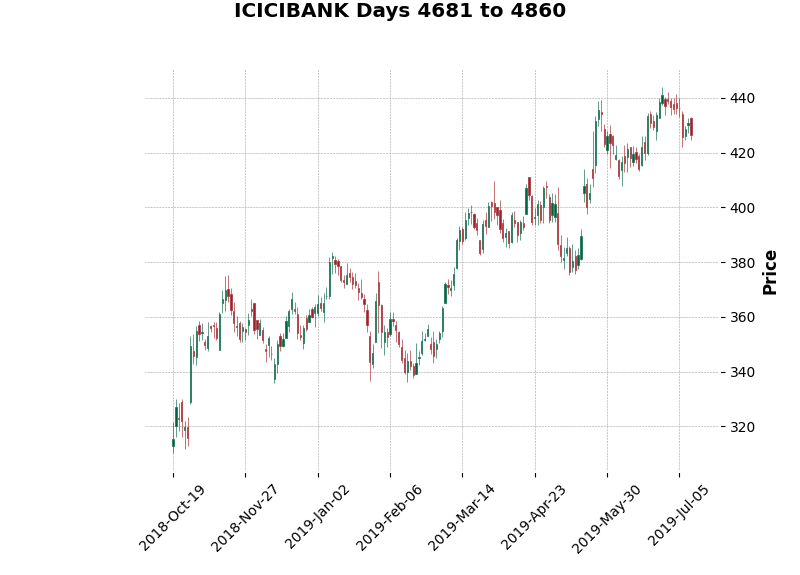 ICICIBANK Days 4681 to 4860
440
420
400
380
360
340
320
Price
2018-Oct-19
2018-Nov-27
2019-Jan-02
2019-Feb-06
2019-Mar-14
2019-Apr-23
2019-May-30
2019-Jul-05